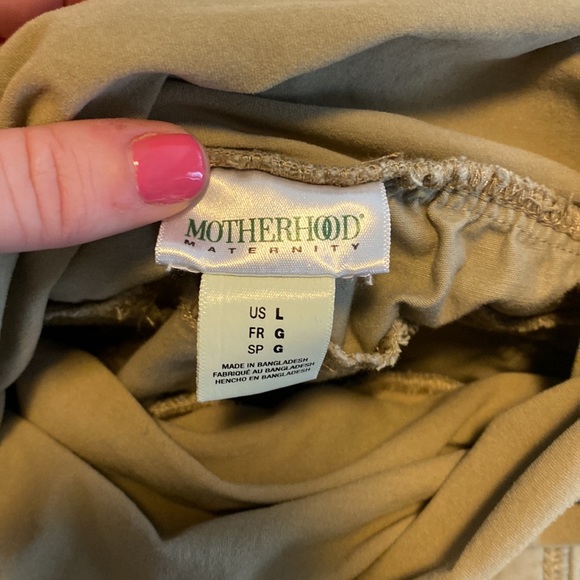 MOTHERHOOD®
MATERNITY
US L
FR G
SP G
MADE IN BANGLADESH
FABRIQUÉ AU BANGLADESH
HENCHO EN BANGLADESH